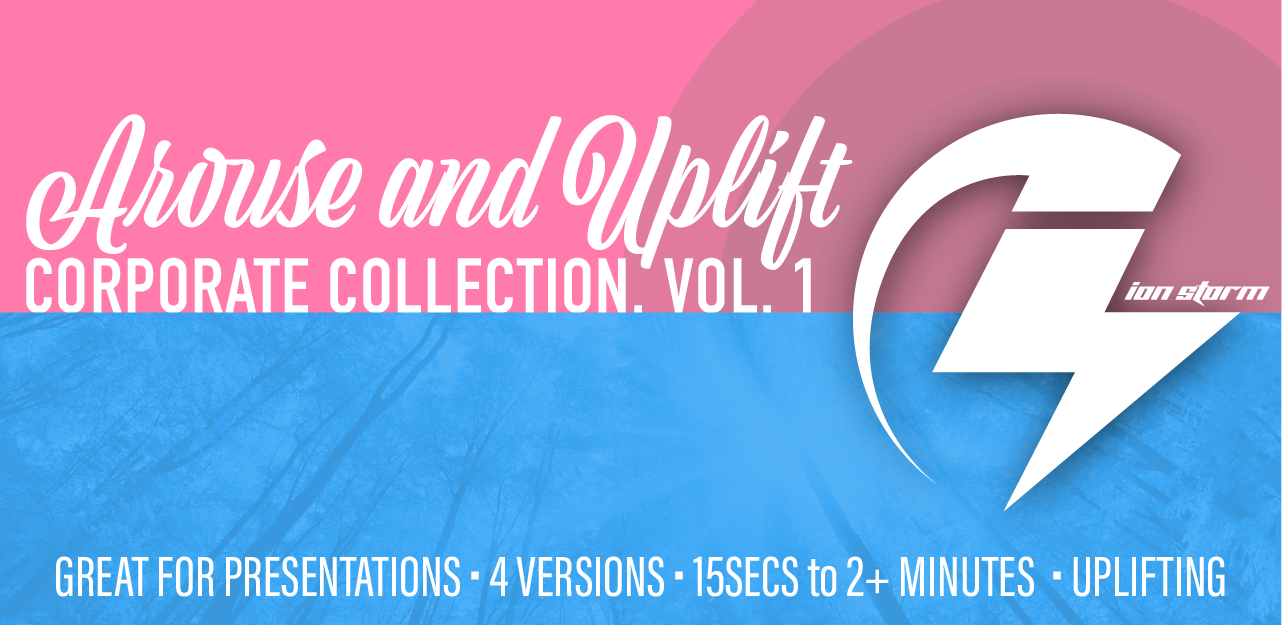 Arouse and Uplift
CORPORATE COLLECTION. VOL. 1
ion storm
GREAT FOR PRESENTATIONS · 4 VERSIONS · 15SECS to 2+ MINUTES · UPLIFTING